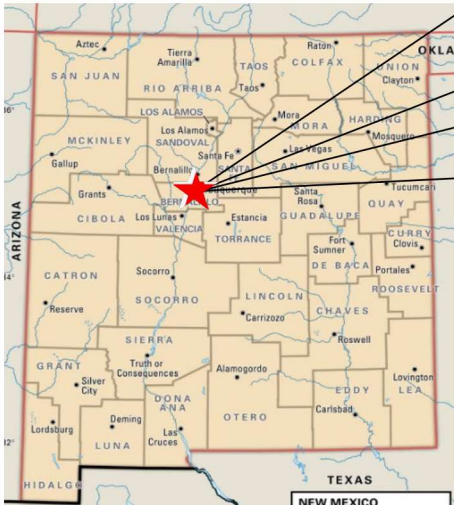 Aztec
Tierra
Amarilla
Raton
OKLA
SAN JUAN
TAOS
COLFAX
UNION
Clayton
RIO ARRIBA
Taos
36°
LOS ALAMOS
Mora
MORA
HARDING
Los Alamos
SANDOVAL
Mosquero
MCKINLEY
Santa Fe
Las Vegas
SANTA
SAN MIGUEL
Gallup
Bernalillo
Grants
Tucumcari
Santa
Rosa
QUAY
ARIZONA
CIBOLA
Los Lunas
VALENCIA
Estancia
GUADALUPE
TORRANCE
CURRY
Clovis
Fort
Sumner
DE BACA
Portales
CATRON
Socorro
ROOSEVELT
SOCORRO
LINCOLN
CHAVES
Reserve
Carrizozo
SIERRA
Roswell
GRANT
Truth or
Consequences
Alamogordo
Lovington
Silver
City
DONA
ANA
EDDY
LEA
Lordsburg
Deming
OTERO
Carlsbad
LUNA
Las
Cruces
HIDALGO
TEXAS
NEW MEXICO